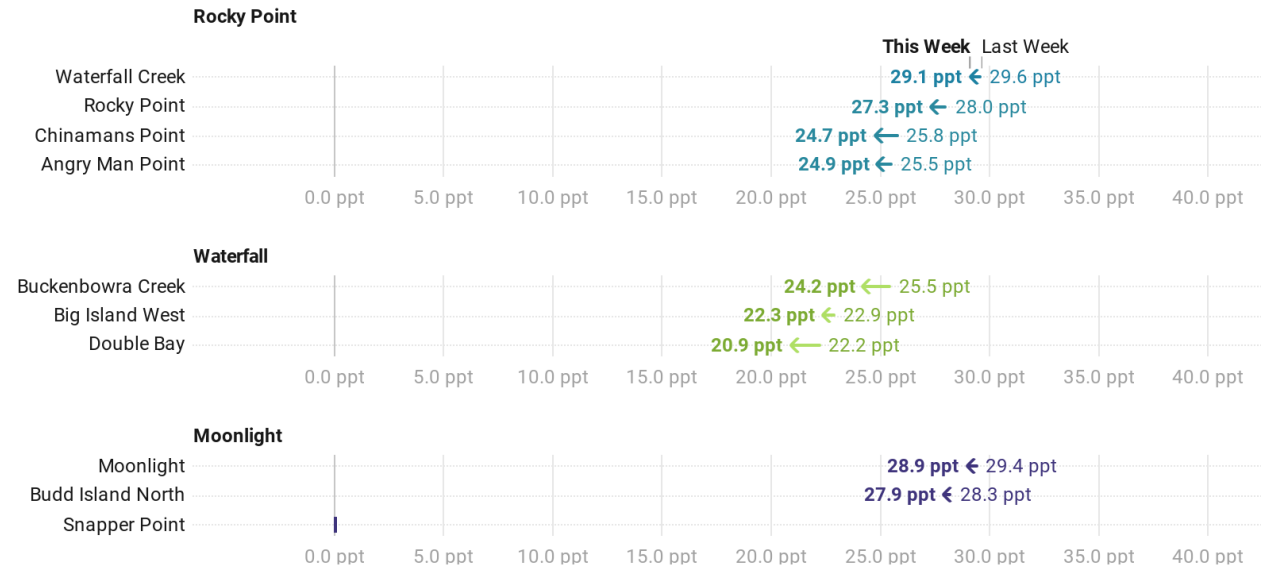 Rocky Point
This Week Last Week
Waterfall Creek 29.1 ppt 29.6 ppt
Rocky Point 27.3 ppt 28.0 ppt
Chinamans Point 24.7 ppt 25.8 ppt
Angry Man Point 24.9 ppt 25.5 ppt
0.0 ppt 5.0 ppt 10.0 ppt 15.0 ppt 20.0 ppt 25.0 ppt 30.0 ppt 35.0 ppt 40.0 ppt
Waterfall
Buckenbowra Creek 24.2 ppt 25.5 ppt
Big Island West 22.3 ppt 22.9 ppt
Double Bay 20.9 ppt 22.2 ppt
0.0 ppt 5.0 ppt 10.0 ppt 15.0 ppt 20.0 ppt 25.0 ppt 30.0 ppt 35.0 ppt 40.0 ppt
Moonlight
Moonlight 28.9 ppt 29.4 ppt
Budd Island North 27.9 ppt 28.3 ppt
Snapper Point
0.0 ppt 5.0 ppt 10.0 ppt 15.0 ppt 20.0 ppt 25.0 ppt 30.0 ppt 35.0 ppt 40.0 ppt